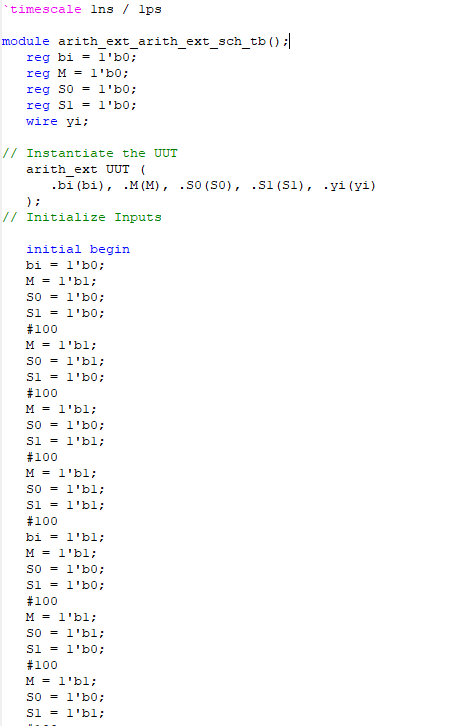 `timescale 1ns / 1ps
module arith_ext_arith_ext_sch_tb();
reg bi = 1'b0;
reg M = 1'b0;
reg S0 = 1'b0;
reg S1 = 1'b0;
wire yi;
// Instantiate the UUT
arith_ext UUT (
.bi(bi), .M(M), .S0(S0), .S1(S1), .yi(yi)
);
// Initialize Inputs
initial begin
bi = 1'b0;
M = 1'b1;
S0 = 1'b0;
S1 = 1'b0;
#100
M = 1'b1;
S0 = 1'b1;
S1 = 1'b0;
#100
M = 1'b1;
S0 = 1'b0;
S1 = 1'b1;
#100
M = 1'b1;
S0 = 1'b1;
S1 = 1'b1;
#100
bi = 1'b1;
M = 1'b1;
S0 = 1'b0;
S1 = 1'b0;
#100
M = 1'b1;
S0 = 1'b1;
S1 = 1'b0;
#100
M = 1'b1;
S0 = 1'b0;
S1 = 1'b1;